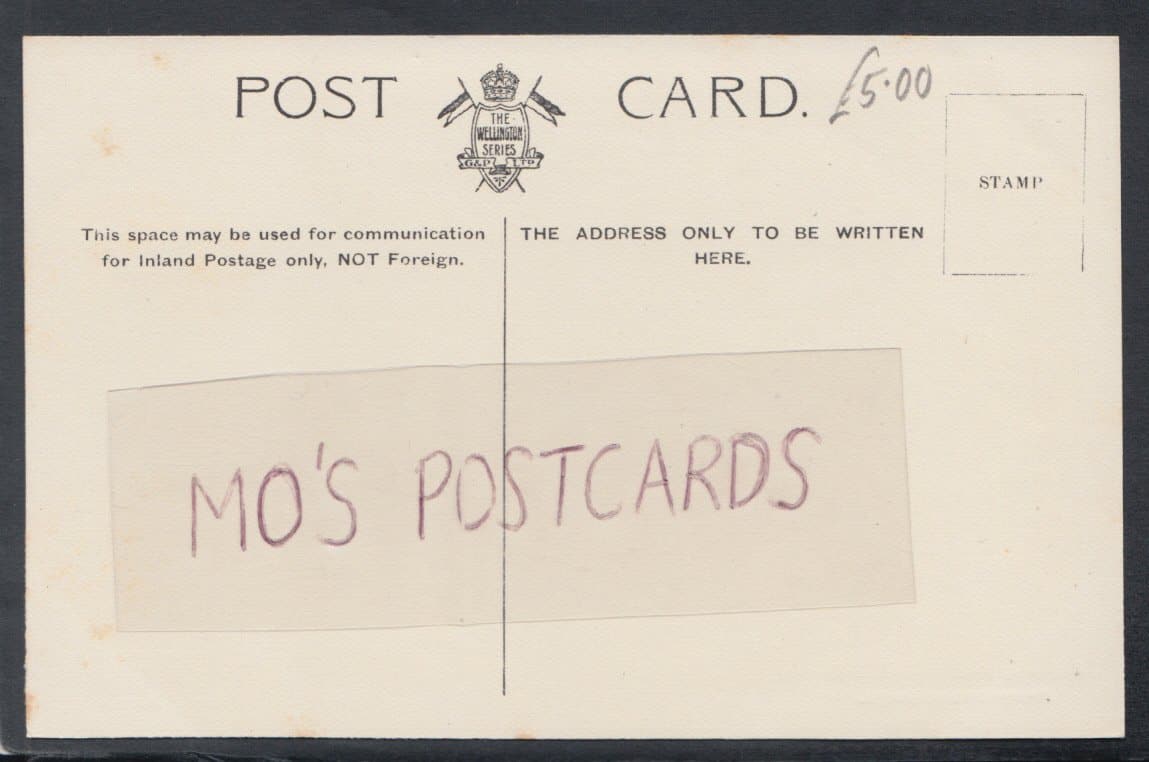 POST CARD. £5.00
THE
WELLINGTON
SERIES
G&P LTD
STAMP
This space may be used for communication
for Inland Postage only, NOT Foreign.
THE ADDRESS ONLY TO BE WRITTEN
HERE.
MO'S POSTCARDS